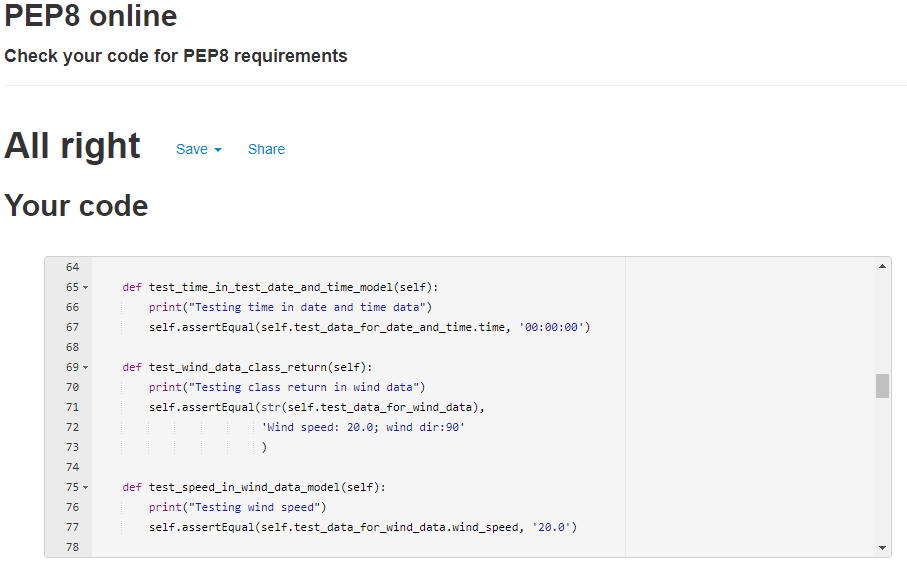 PEP8 online
Check your code for PEP8 requirements
All right Save Share
Your code
64
65 def test_time_in_test_date_and_time_model(self):
66 print("Testing time in date and time data")
67 self.assertEqual(self.test_data_for_date_and_time.time, '00:00:00')
68
69 def test_wind_data_class_return(self):
70 print("Testing class return in wind data")
71 self.assertEqual(str(self.test_data_for_wind_data),
72 'Wind speed: 20.0; wind dir:90'
73 )
74
75 def test_speed_in_wind_data_model(self):
76 print("Testing wind speed")
77 self.assertEqual(self.test_data_for_wind_data.wind_speed, '20.0')
78